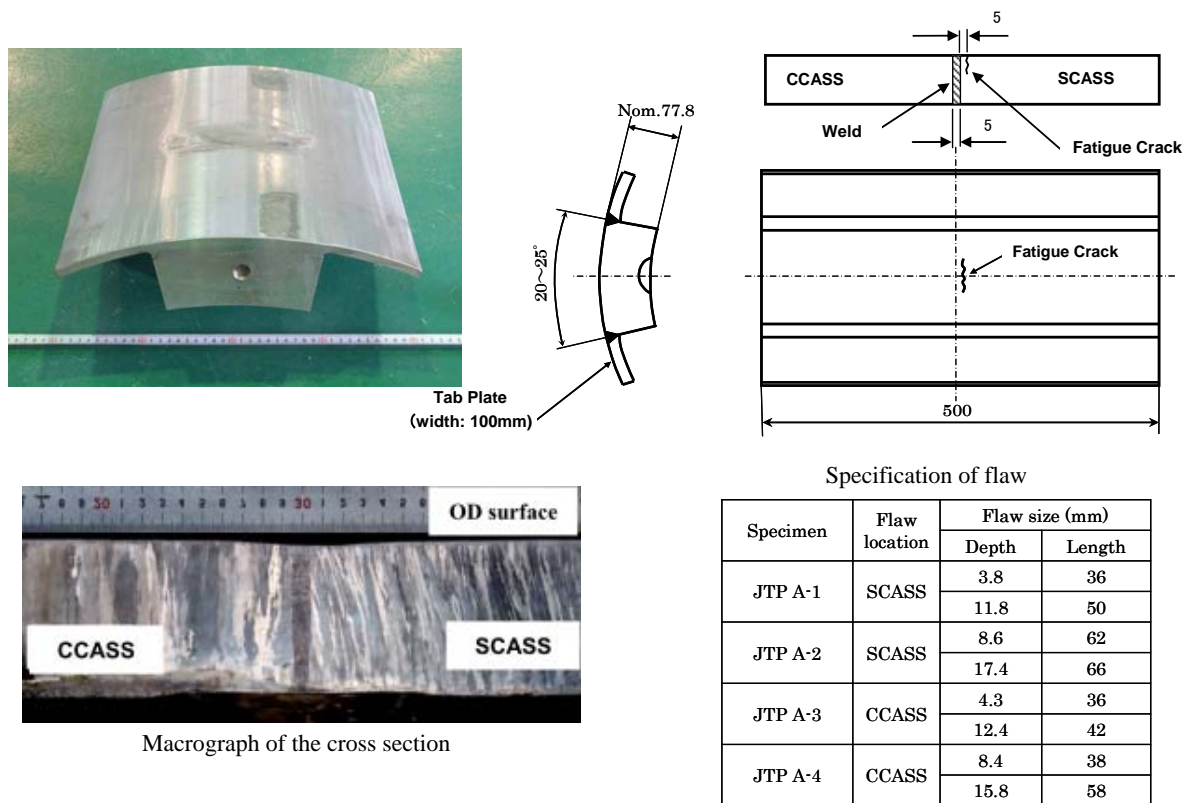 5
CCASS
SCASS
Weld
5
Fatigue Crack
Nom.77.8
20~25°
Fatigue Crack
Tab Plate
(width: 100mm)
500
OD surface
CCASS
SCASS
Macrograph of the cross section
Specification of flaw
Specimen
Flaw location
Flaw size (mm)
Depth
Length
JTP A-1
SCASS
3.8
36
11.8
50
JTP A-2
SCASS
8.6
62
17.4
66
JTP A-3
CCASS
4.3
36
12.4
42
JTP A-4
CCASS
8.4
38
15.8
58